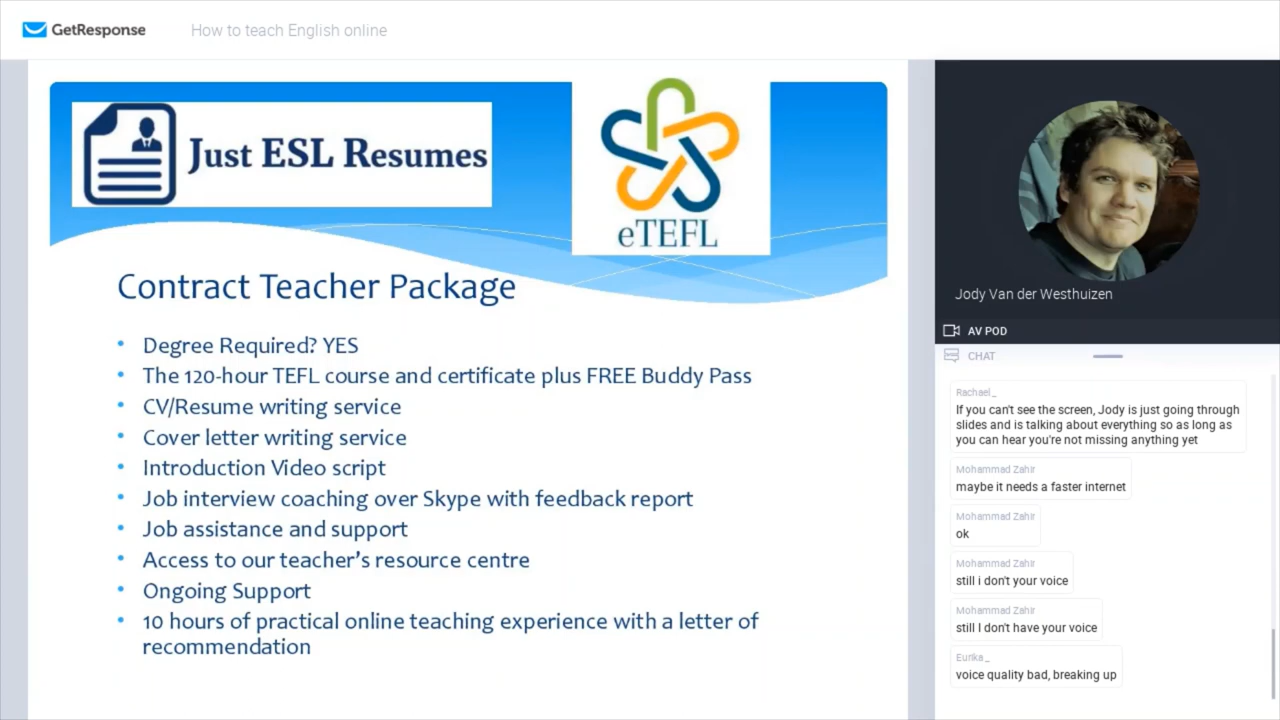 GetResponse
How to teach English online
Just ESL Resumes
eTEFL
Contract Teacher Package
• Degree Required? YES
• The 120-hour TEFL course and certificate plus FREE Buddy Pass
• CV/Resume writing service
• Cover letter writing service
• Introduction Video script
• Job interview coaching over Skype with feedback report
• Job assistance and support
• Access to our teacher's resource centre
• Ongoing Support
• 10 hours of practical online teaching experience with a letter of
recommendation
Jody Van der Westhuizen
AV POD
CHAT
Rachael_
If you can't see the screen, Jody is just going through
slides and is talking about everything so as long as
you can hear you're not missing anything yet
Mohammad Zahir
maybe it needs a faster internet
Mohammad Zahir
ok
Mohammad Zahir
still i don't your voice
Mohammad Zahir
still I don't have your voice
Eurika_
voice quality bad, breaking up